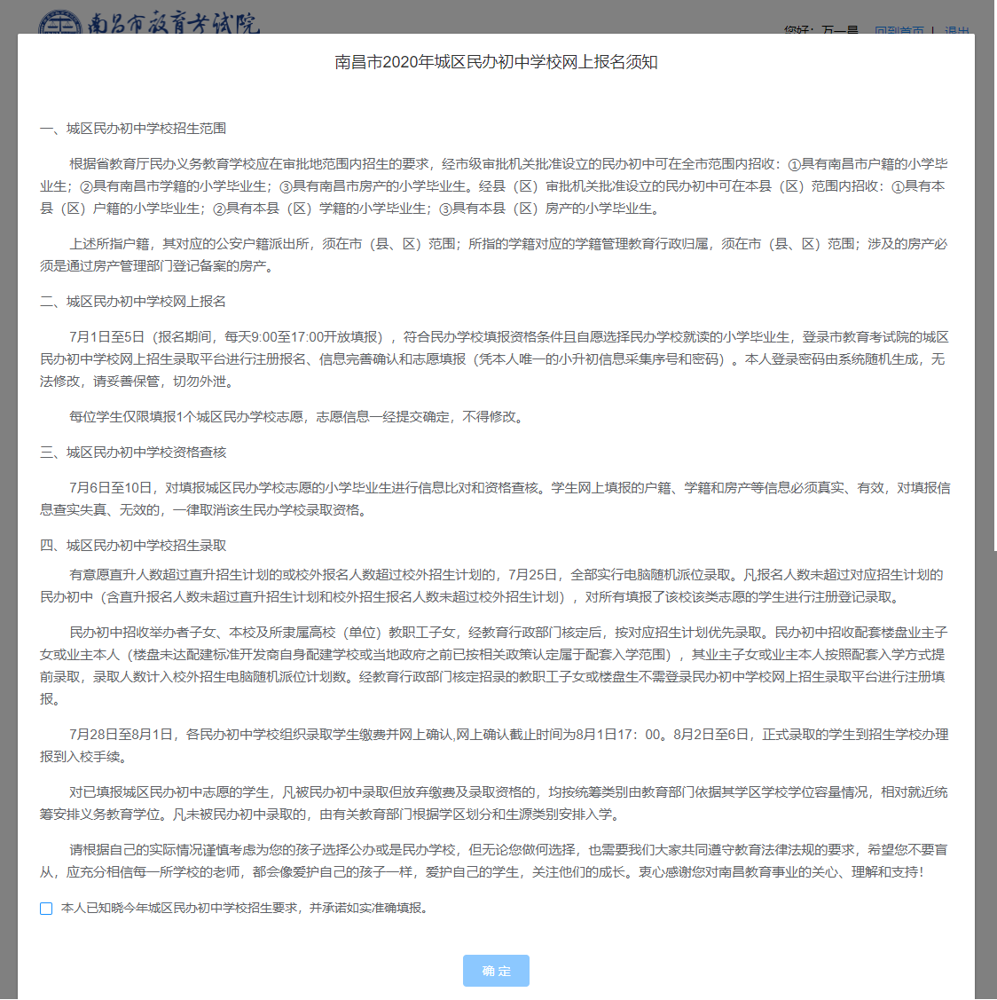 南昌市教育考试院
您好：万一晨 回到首页 | 退出
南昌市2020年城区民办初中学校网上报名须知
一、城区民办初中学校招生范围
根据省教育厅民办义务教育学校应在审批地范围内招生的要求，经市级审批机关批准设立的民办初中可在全市范围内招收：①具有南昌市户籍的小学毕
业生；②具有南昌市学籍的小学毕业生；③具有南昌市房产的小学毕业生。经县（区）审批机关批准设立的民办初中可在本县（区）范围内招收：①具有本
县（区）户籍的小学毕业生；②具有本县（区）学籍的小学毕业生；③具有本县（区）房产的小学毕业生。
上述所指户籍，其对应的公安户籍派出所，须在市（县、区）范围；所指的学籍对应的学籍管理教育行政归属，须在市（县、区）范围；涉及的房产必
须是通过房产管理部门登记备案的房产。
二、城区民办初中学校网上报名
7月1日至5日（报名期间，每天9:00至17:00开放填报），符合民办学校填报资格条件且自愿选择民办学校就读的小学毕业生，登录市教育考试院的城区
民办初中学校网上招生录取平台进行注册报名、信息完善确认和志愿填报（凭本人唯一的小升初信息采集序号和密码）。本人登录密码由系统随机生成，无
法修改，请妥善保管，切勿外泄。
每位学生仅限填报1个城区民办学校志愿，志愿信息一经提交确定，不得修改。
三、城区民办初中学校资格查核
7月6日至10日，对填报城区民办学校志愿的小学毕业生进行信息比对和资格查核。学生网上填报的户籍、学籍和房产等信息必须真实、有效，对填报信
息查实失真、无效的，一律取消该生民办学校录取资格。
四、城区民办初中学校招生录取
有意愿直升人数超过直升招生计划的或校外报名人数超过校外招生计划的，7月25日，全部实行电脑随机派位录取。凡报名人数未超过对应招生计划的
民办初中（含直升报名人数未超过直升招生计划和校外招生报名人数未超过校外招生计划），对所有填报了该校该类志愿的学生进行注册登记录取。
民办初中招收举办者子女、本校及所隶属高校（单位）教职工子女，经教育行政部门核定后，按对应招生计划优先录取。民办初中招收配套楼盘业主子
女或业主本人（楼盘未达配建标准开发商自身配建学校或当地政府之前已按相关政策认定属于配套入学范围），其业主子女或业主本人按照配套入学方式提
前录取，录取人数计入校外招生电脑随机派位计划数。经教育行政部门核定招录的教职工子女或楼盘生不需登录民办初中学校网上招生录取平台进行注册填
报。
7月28日至8月1日，各民办初中学校组织录取学生缴费并网上确认,网上确认截止时间为8月1日17：00。8月2日至6日，正式录取的学生到招生学校办理
报到入校手续。
对已填报城区民办初中志愿的学生，凡被民办初中录取但放弃缴费及录取资格的，均按统筹类别由教育部门依据其学区学校学位容量情况，相对就近统
筹安排义务教育学位。凡未被民办初中录取的，由有关教育部门根据学区划分和生源类别安排入学。
请根据自己的实际情况谨慎考虑为您的孩子选择公办或是民办学校，但无论您做何选择，也需要我们大家共同遵守教育法律法规的要求，希望您不要盲
从，应充分相信每一所学校的老师，都会像爱护自己的孩子一样，爱护自己的学生，关注他们的成长。衷心感谢您对南昌教育事业的关心、理解和支持！
本人已知晓今年城区民办初中学校招生要求，并承诺如实准确填报。
确 定